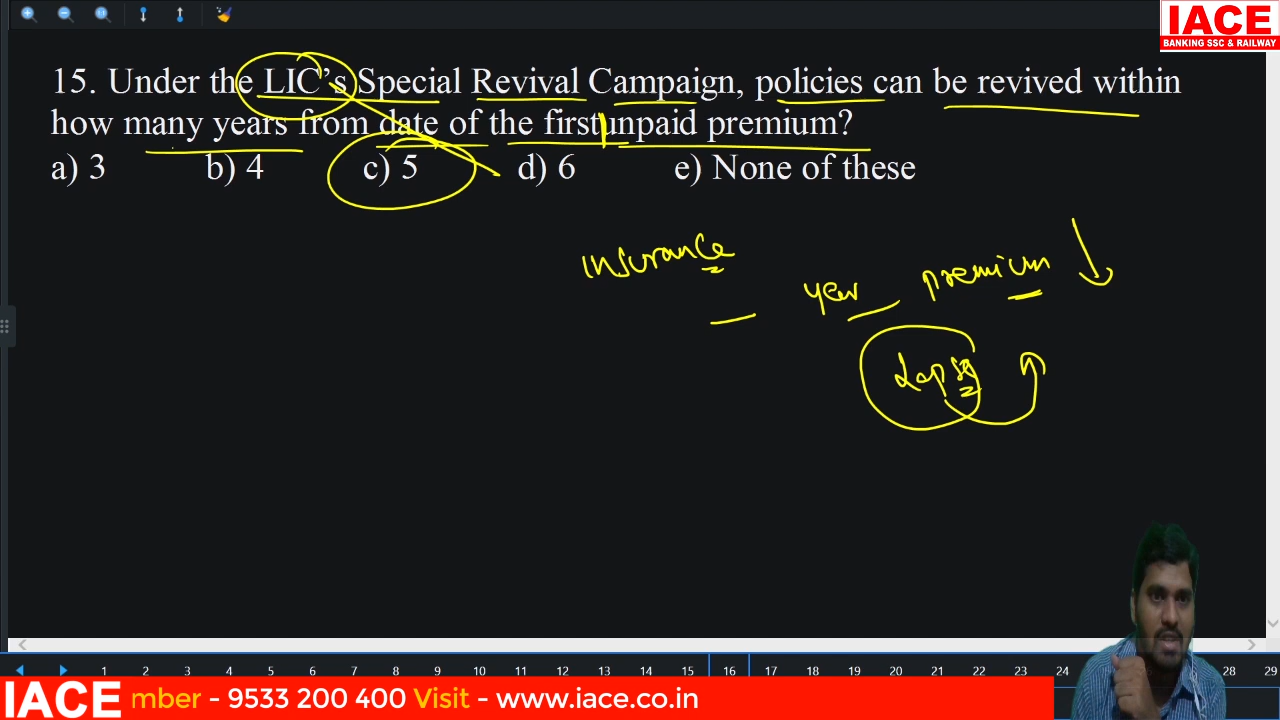 IACE
BANKING SSC & RAILWAY
15. Under the LIC's Special Revival Campaign, policies can be revived within
how many years from date of the first unpaid premium?
a) 3 b) 4 c) 5 d) 6 e) None of these
insurance
year premium
Lapse
1 2 3 4 5 6 7 8 9 10 11 12 13 14 15 16 17 18 19 20 21 22 23 24 28 29
IACE mber - 9533 200 400 Visit - www.iace.co.in